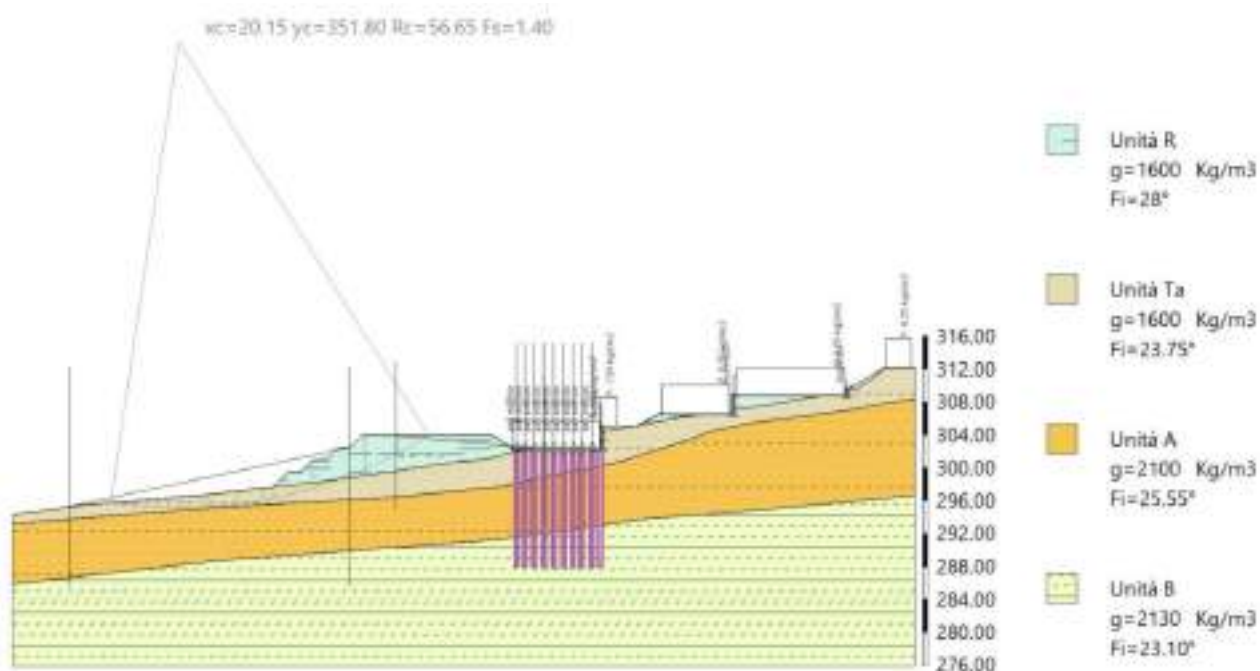 xc=20.15 yc=351.80 Rc=56.65 Fs=1.40
Unità R
g=1600 Kg/m3
Fi=28°
Unità Ta
g=1600 Kg/m3
Fi=23.75°
Unità A
g=2100 Kg/m3
Fi=25.55°
Unità B
g=2130 Kg/m3
Fi=23.10°
316.00
312.00
308.00
304.00
300.00
296.00
292.00
288.00
284.00
280.00
276.00